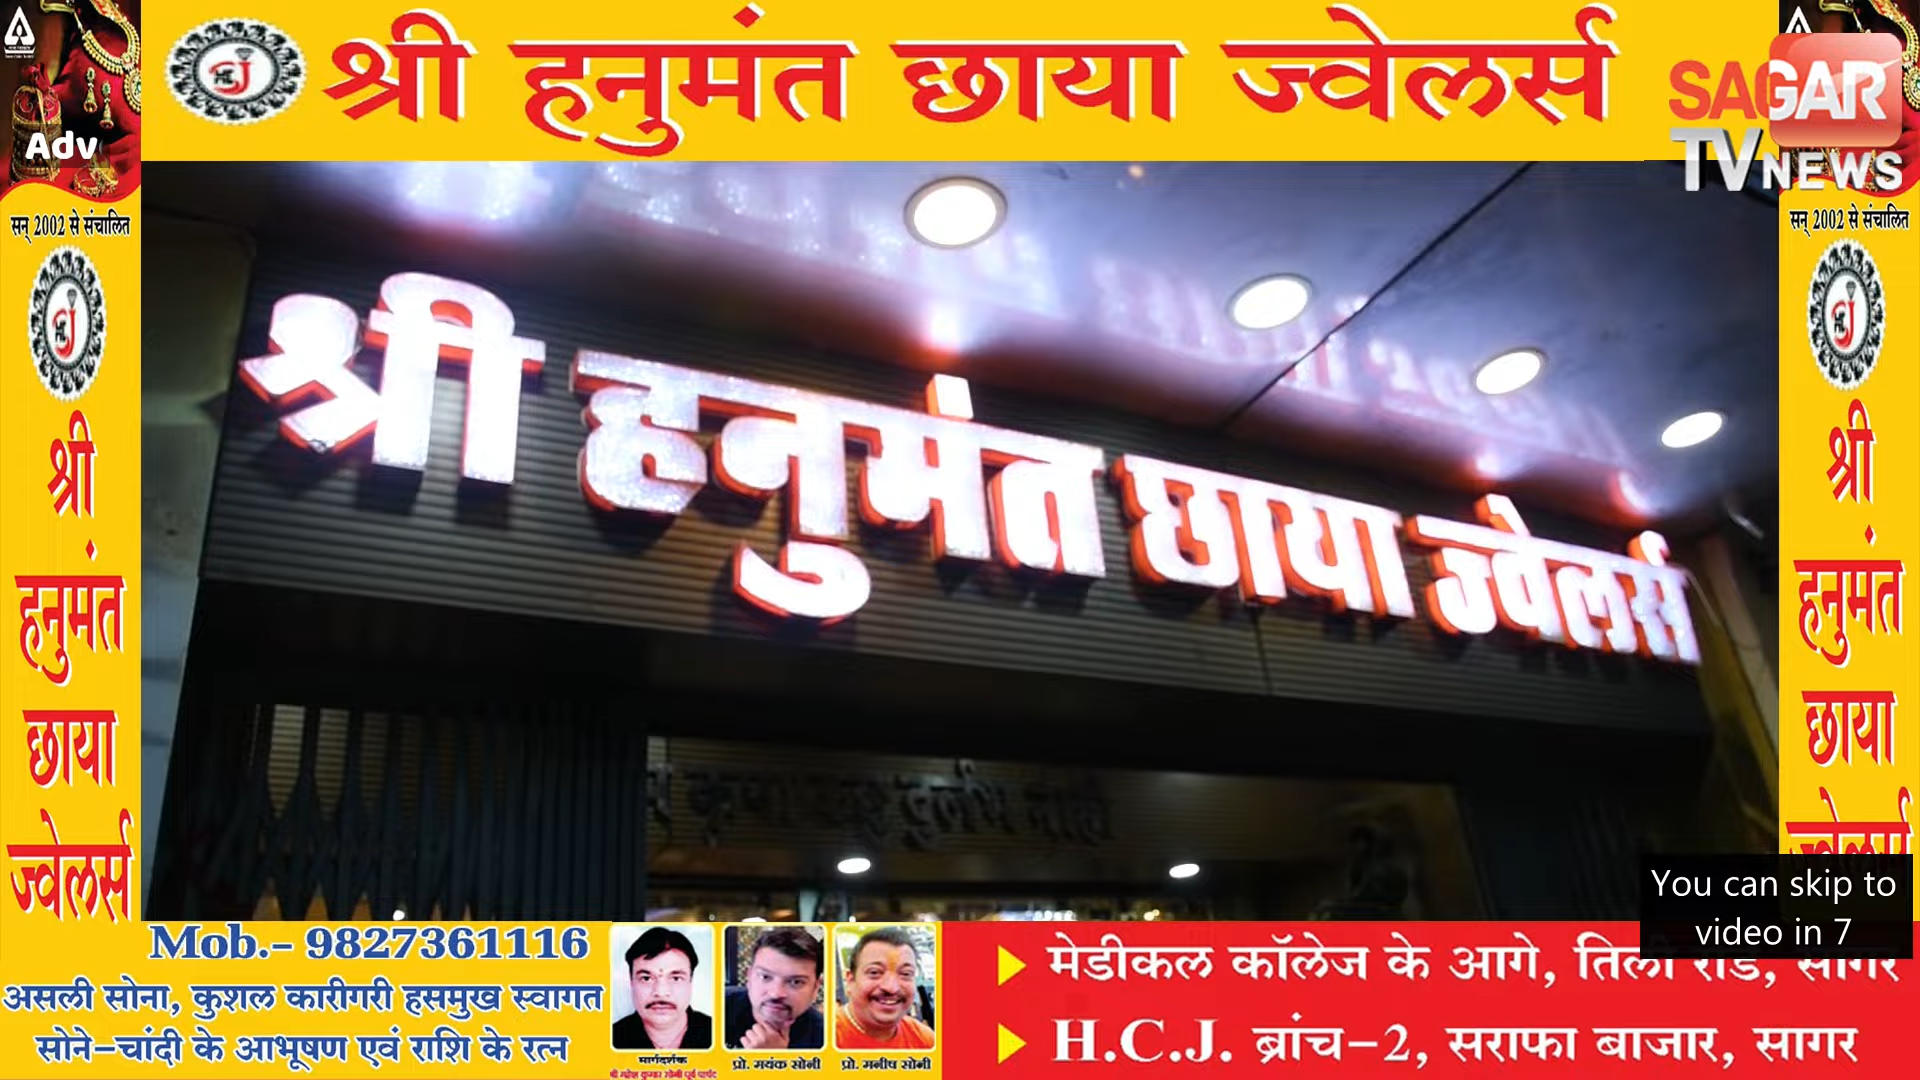 श्री हनुमंत छाया ज्वेलर्स
SAGAR
TV NEWS
Adv
सन् 2002 से संचालित
श्री
हनुमंत
छाया
ज्वेलर्स
श्री हनुमंत छाया ज्वेलर्स
सन् 2002 से संचालित
श्री
हनुमंत
छाया
ज्वेलर्स
You can skip to
video in 7
Mob.- 9827361116
असली सोना, कुशल कारीगरी हसमुख स्वागत
सोने-चांदी के आभूषण एवं राशि के रत्न
मार्गदर्शक
प्रो. मयंक सोनी
प्रो. मनीष सोनी
मेडीकल कॉलेज के आगे, तिली रोड, सागर
H.C.J. ब्रांच-2, सराफा बाजार, सागर